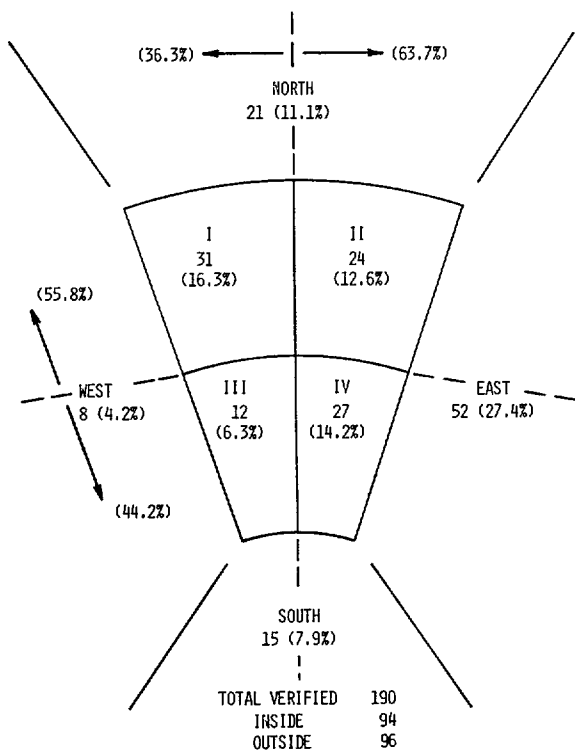 (36.3%) (63.7%)
NORTH
21 (11.1%)
I II
31 24
(16.3%) (12.6%)
(55.8%)
WEST III IV EAST
8 (4.2%) 12 27 52 (27.4%)
(6.3%) (14.2%)
(44.2%)
SOUTH
15 (7.9%)
TOTAL VERIFIED 190
INSIDE 94
OUTSIDE 96